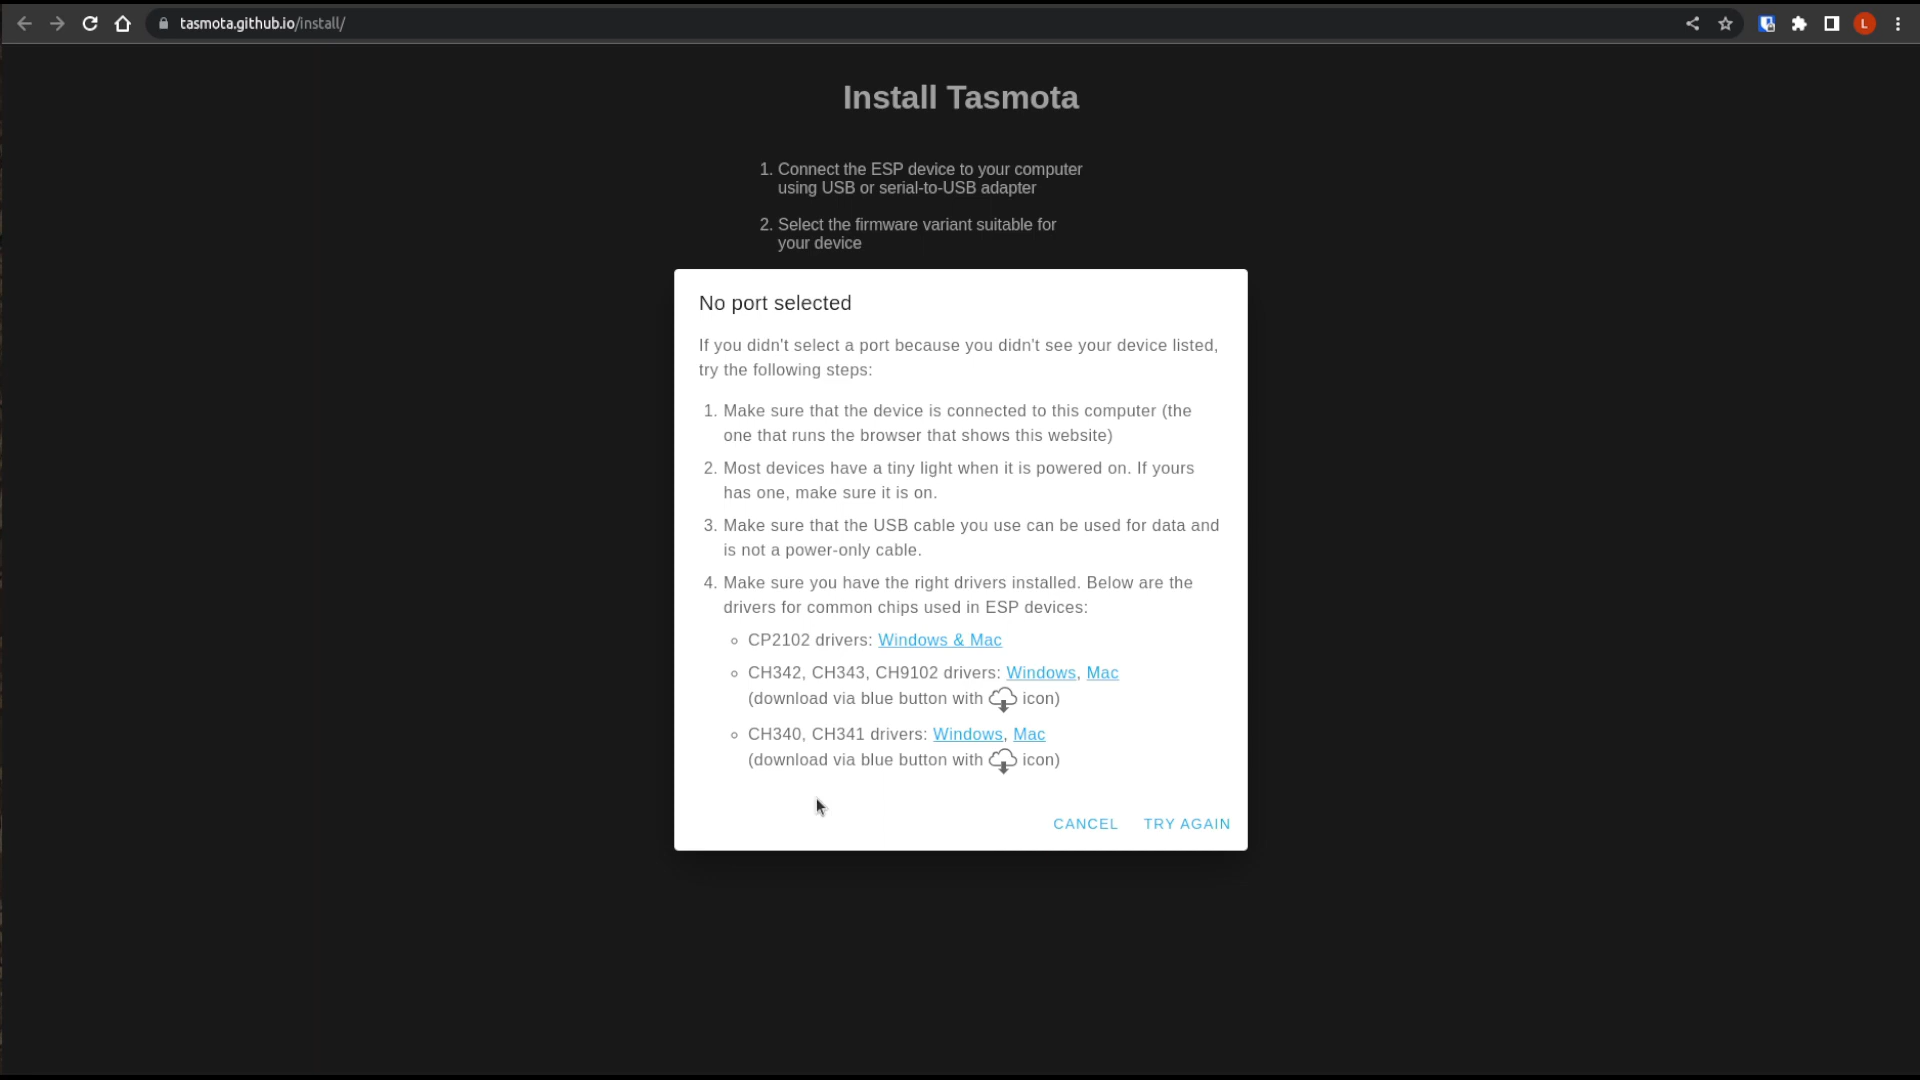 tasmota.github.io/install/
L
Install Tasmota
1. Connect the ESP device to your computer
using USB or serial-to-USB adapter
2. Select the firmware variant suitable for
your device
No port selected
If you didn't select a port because you didn't see your device listed,
try the following steps:
1. Make sure that the device is connected to this computer (the
one that runs the browser that shows this website)
2. Most devices have a tiny light when it is powered on. If yours
has one, make sure it is on.
3. Make sure that the USB cable you use can be used for data and
is not a power-only cable.
4. Make sure you have the right drivers installed. Below are the
drivers for common chips used in ESP devices:
CP2102 drivers: Windows & Mac
CH342, CH343, CH9102 drivers: Windows, Mac
(download via blue button with icon)
CH340, CH341 drivers: Windows, Mac
(download via blue button with icon)
CANCEL TRY AGAIN